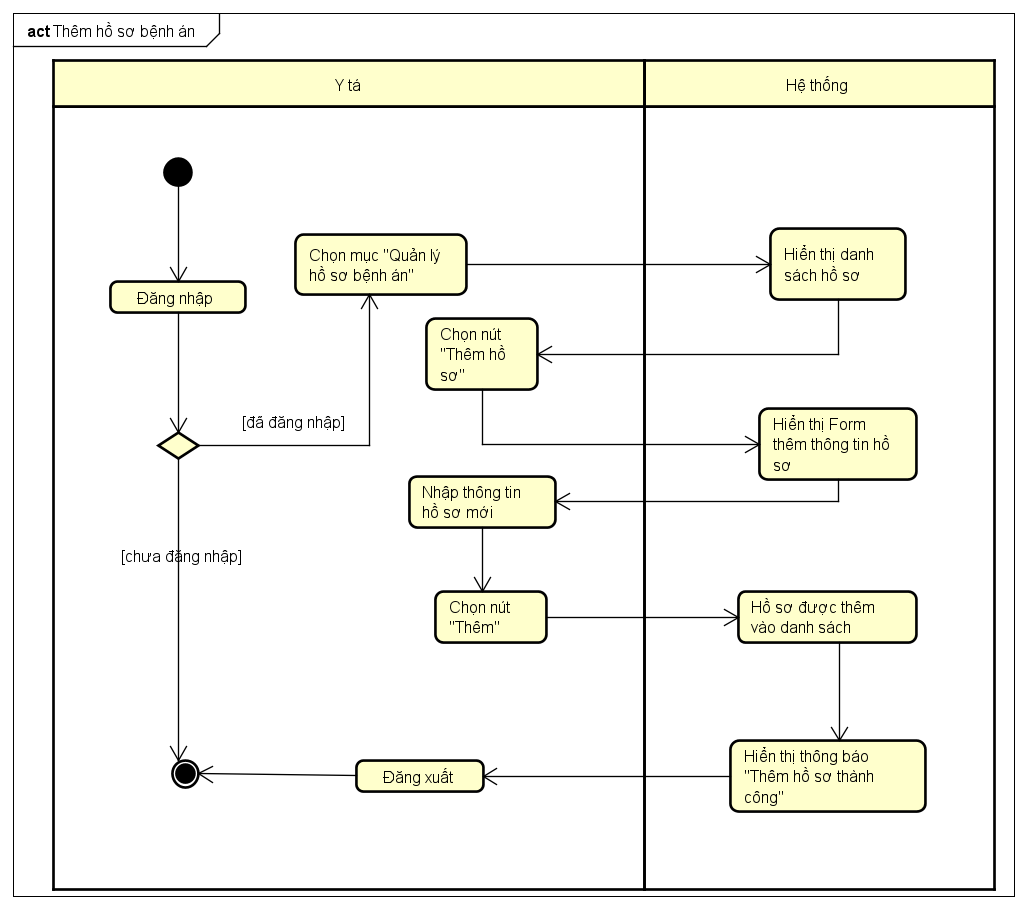 act Thêm hồ sơ bệnh án
Y tá
Hệ thống
Đăng nhập
Chọn mục "Quản lý
hồ sơ bệnh án"
Hiển thị danh
sách hồ sơ
Chọn nút
"Thêm hồ
sơ"
[đã đăng nhập]
Hiển thị Form
thêm thông tin hồ
sơ
Nhập thông tin
hồ sơ mới
[chưa đăng nhập]
Chọn nút
"Thêm"
Hồ sơ được thêm
vào danh sách
Hiển thị thông báo
"Thêm hồ sơ thành
công"
Đăng xuất